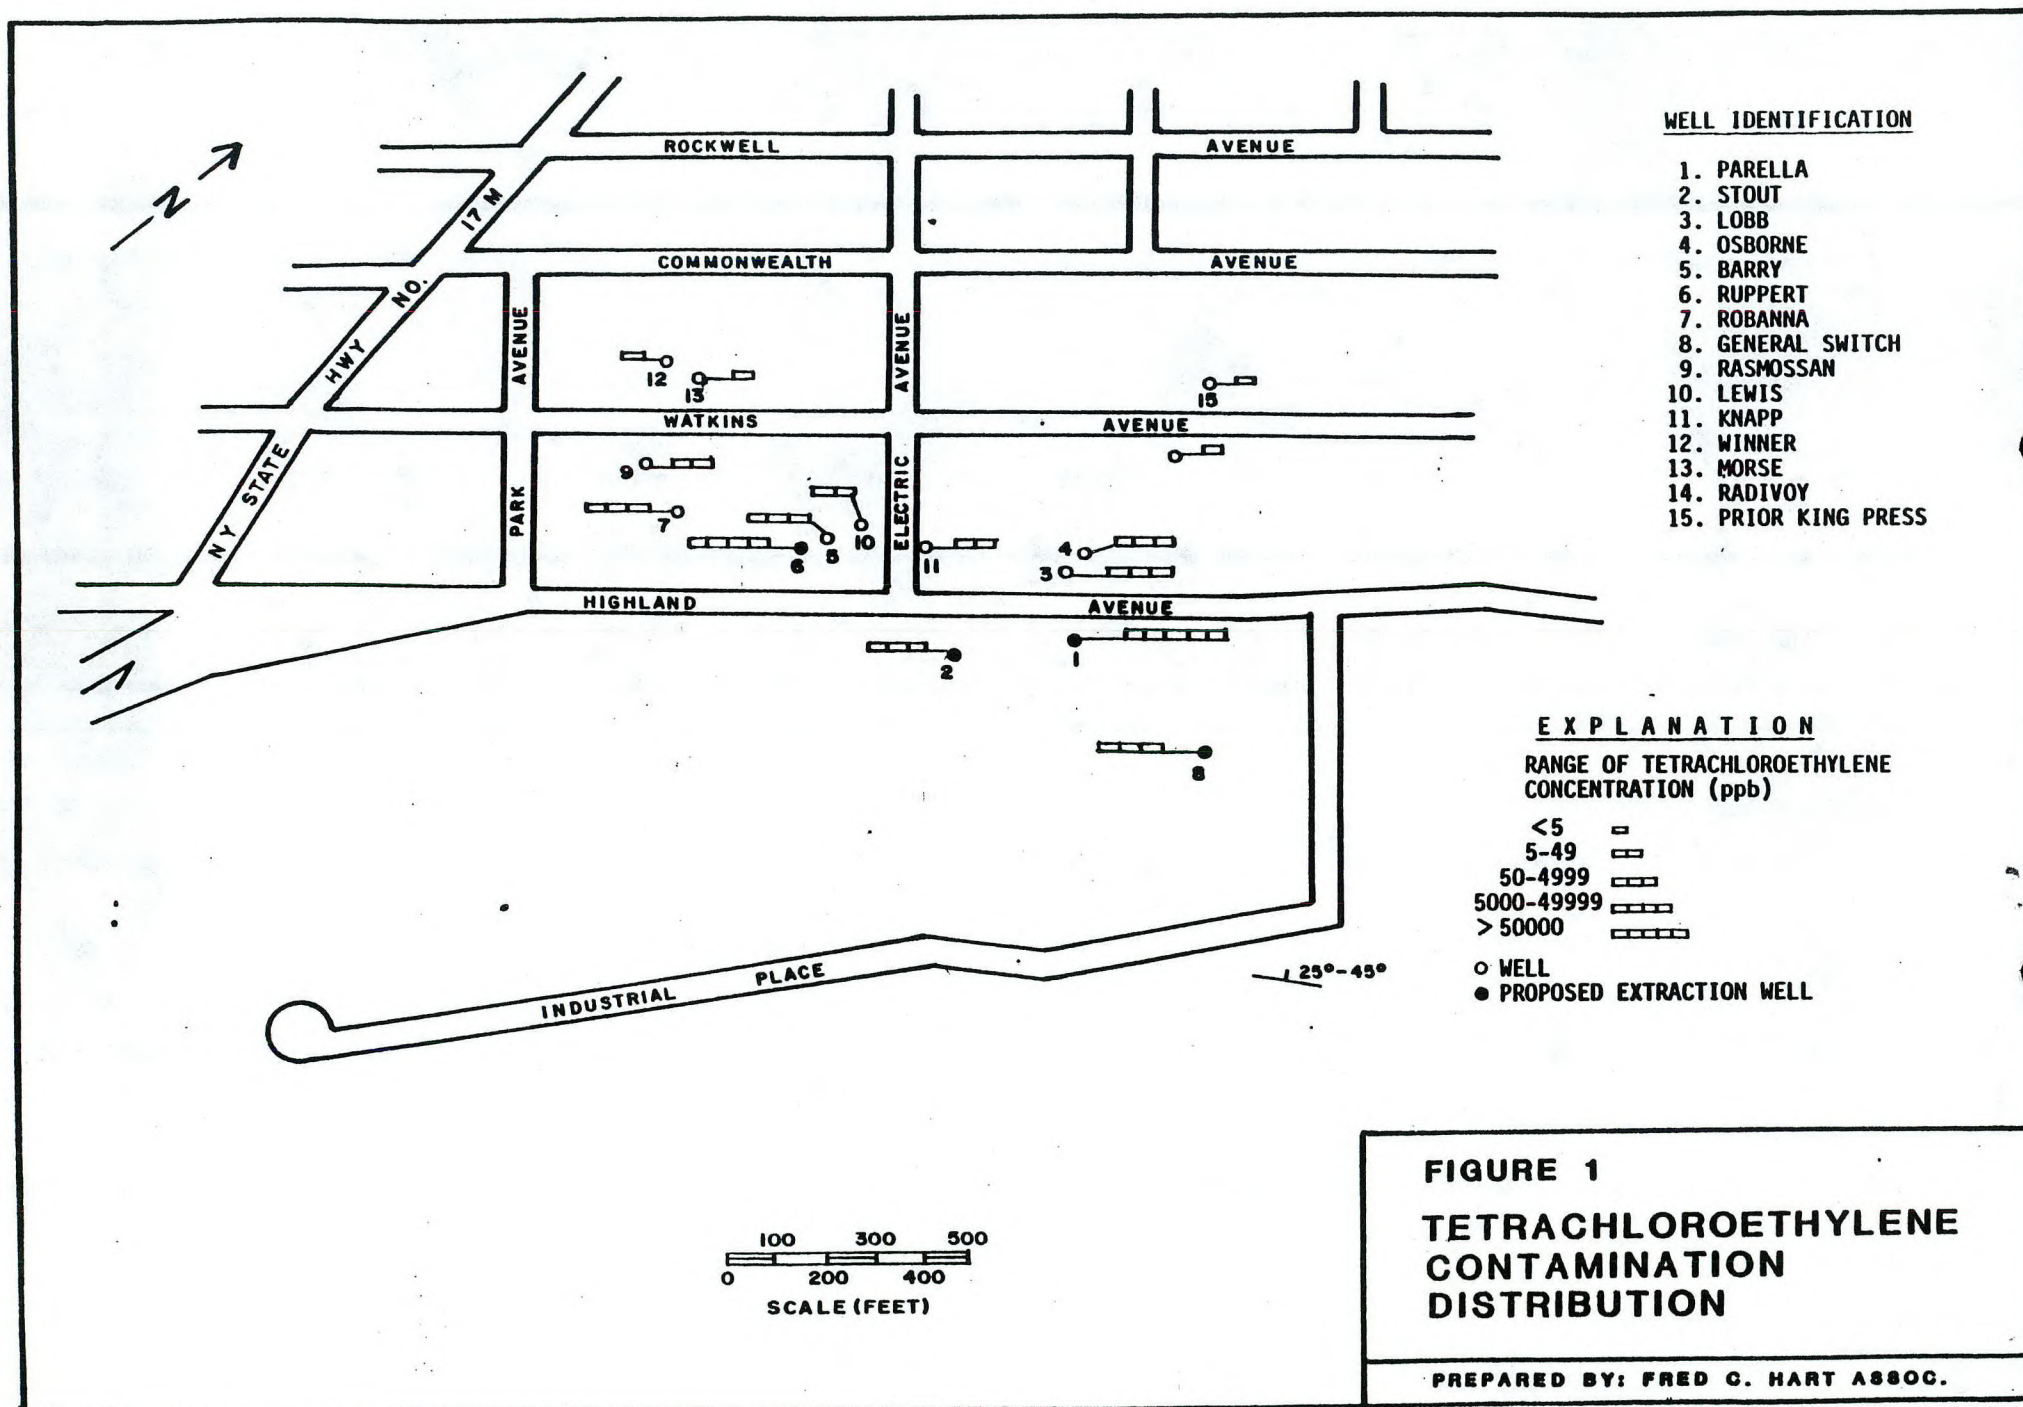 ROCKWELL AVENUE
N
17 M
COMMONWEALTH AVENUE
HWY NO.
AVENUE
AVENUE
12
13
15
WATKINS AVENUE
NY STATE
PARK
ELECTRIC
9
7
10
5
6
11
4
3
HIGHLAND AVENUE
2
1
8
INDUSTRIAL PLACE
25°-45°
WELL IDENTIFICATION
1. PARELLA
2. STOUT
3. LOBB
4. OSBORNE
5. BARRY
6. RUPPERT
7. ROBANNA
8. GENERAL SWITCH
9. RASMOSSAN
10. LEWIS
11. KNAPP
12. WINNER
13. MORSE
14. RADIVOY
15. PRIOR KING PRESS
EXPLANATION
RANGE OF TETRACHLOROETHYLENE
CONCENTRATION (ppb)
<5
5-49
50-4999
5000-49999
>50000
WELL
PROPOSED EXTRACTION WELL
100 300 500
0 200 400
SCALE (FEET)
FIGURE 1
TETRACHLOROETHYLENE
CONTAMINATION
DISTRIBUTION
PREPARED BY: FRED C. HART ASSOC.